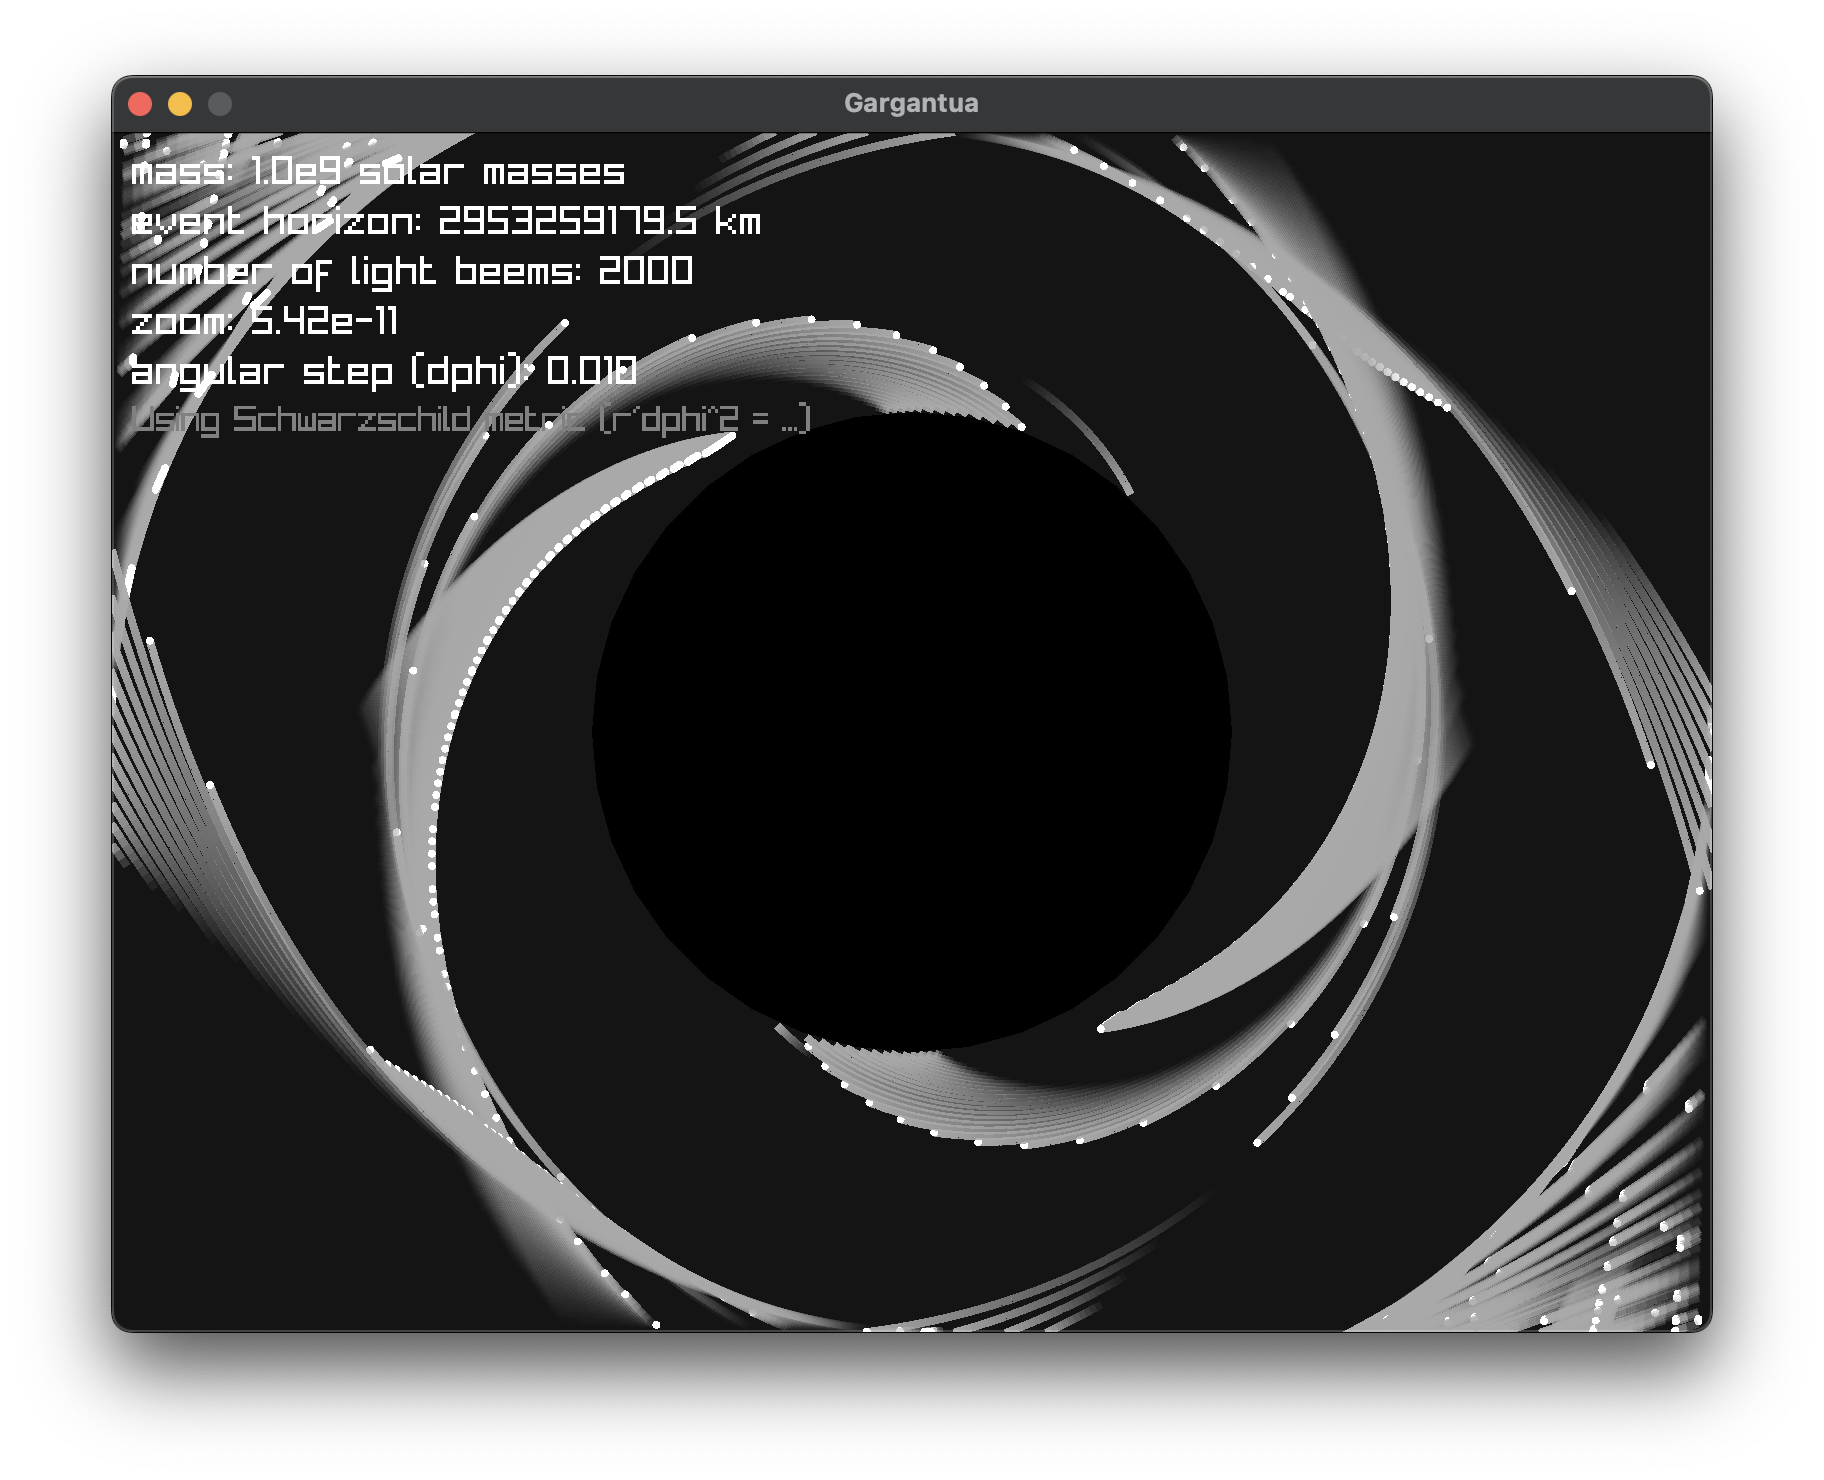 Gargantua
mass: 1.0e9 solar masses
event horizon: 2953259179.5 km
number of light beems: 2000
zoom: 5.42e-11
angular step (dphi): 0.010
Using Schwarzschild metric (r'dphi^2 = ...)